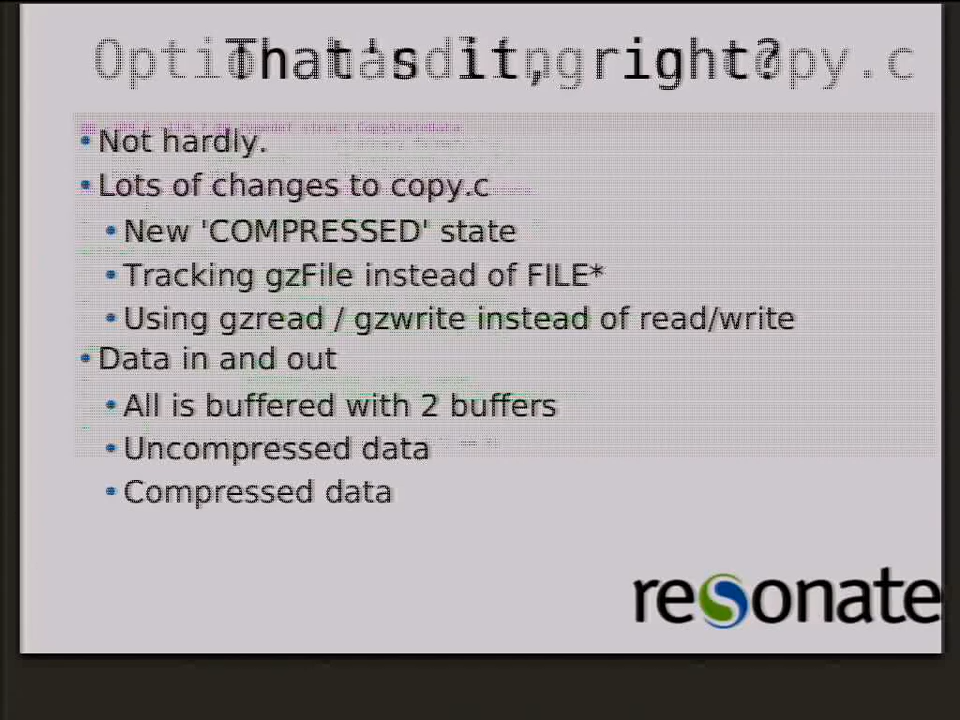 That's it, right?
• Not hardly.
• Lots of changes to copy.c
• New 'COMPRESSED' state
• Tracking gzFile instead of FILE*
• Using gzread / gzwrite instead of read/write
• Data in and out
• All is buffered with 2 buffers
• Uncompressed data
• Compressed data
resonate